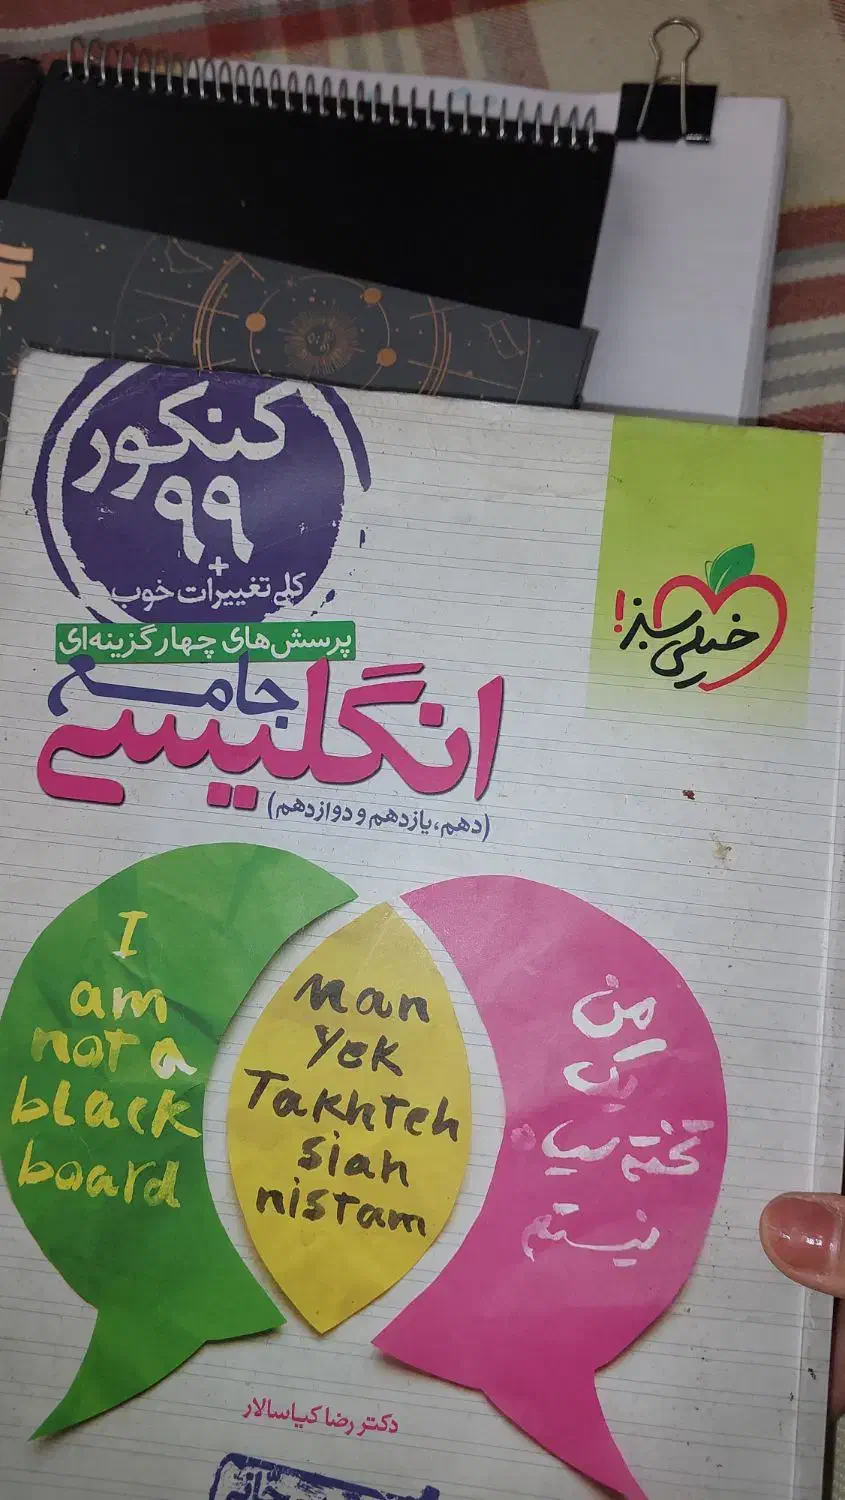 کنکور
۹۹
+
کلی تغییرات خوب
پرسش‌های چهارگزینه‌ای
جامع
انگلیسی
(دهم، یازدهم و دوازدهم)
خیلی سبز!
I
am
not a
black
board
Man
Yek
Takhteh
siah
nistam
من
یک
تخته سیاه
نیستم
دکتر رضا کیاسالار